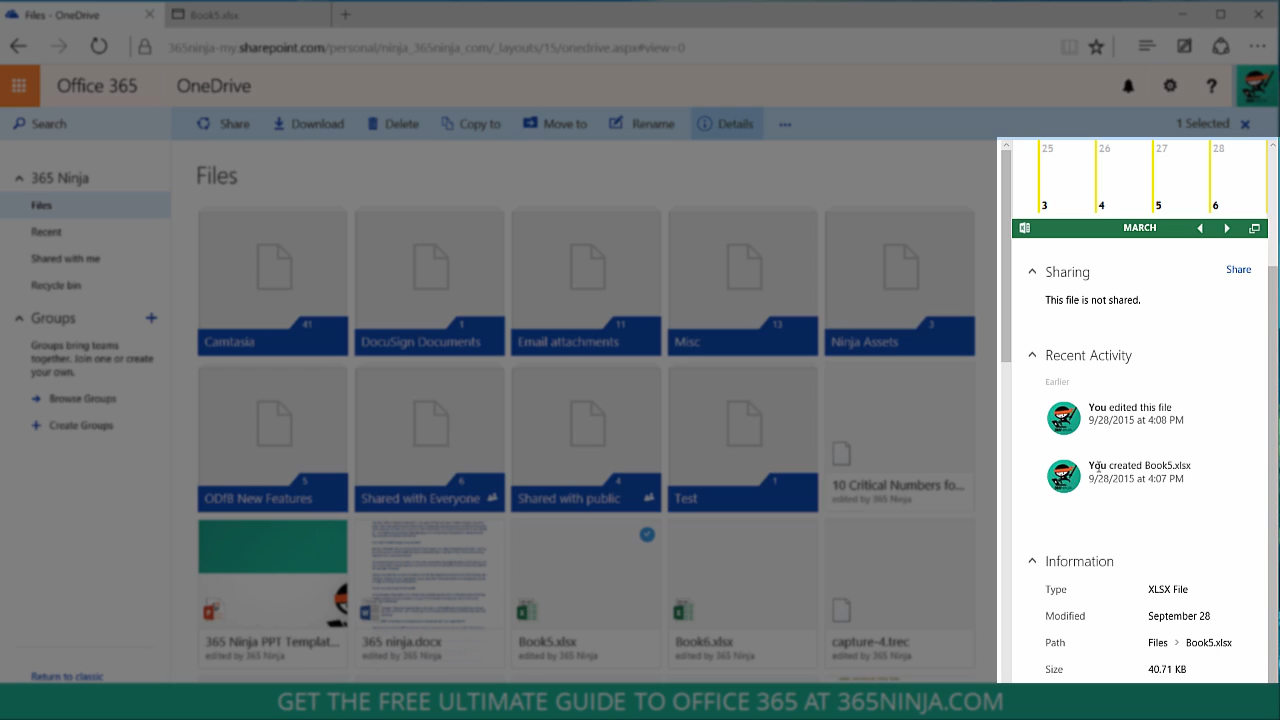 Files - OneDrive
Book5.xlsx
365ninja-my.sharepoint.com/personal/ninja_365ninja_com/_layouts/15/onedrive.aspx#view=0
Office 365
OneDrive
?
Search
Share
Download
Delete
Copy to
Move to
Rename
Details
1 Selected
365 Ninja
Files
Recent
Shared with me
Recycle bin
Groups
Groups bring teams
together. Join one or create
your own.
Browse Groups
Create Groups
Return to classic
Files
41
Camtasia
1
DocuSign Documents
11
Email attachments
13
Misc
3
Ninja Assets
5
ODfB New Features
6
Shared with Everyone
4
Shared with public
1
Test
10 Critical Numbers fo...
edited by 365 Ninja
365 Ninja PPT Templat...
edited by 365 Ninja
365 ninja.docx
edited by 365 Ninja
Book5.xlsx
edited by 365 Ninja
Book6.xlsx
edited by 365 Ninja
capture-4.trec
edited by 365 Ninja
25 26 27 28
3 4 5 6
MARCH
Sharing
Share
This file is not shared.
Recent Activity
Earlier
You edited this file
9/28/2015 at 4:08 PM
You created Book5.xlsx
9/28/2015 at 4:07 PM
Information
Type XLSX File
Modified September 28
Path Files > Book5.xlsx
Size 40.71 KB
GET THE FREE ULTIMATE GUIDE TO OFFICE 365 AT 365NINJA.COM